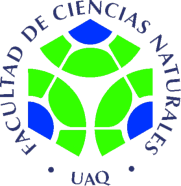 FACULTAD DE CIENCIAS NATURALES
• UAQ •